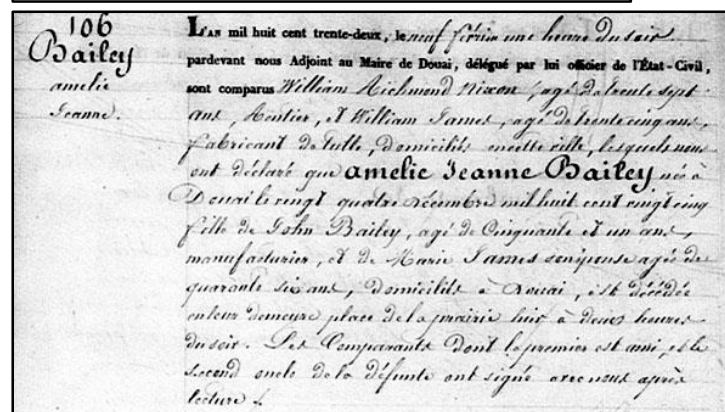 106
Bailey
amelie
Jeanne.
L'AN mil huit cent trente-deux, le neuf février une heure du soir
pardevant nous Adjoint au Maire de Douai, délégué par lui officier de l'État-Civil,
sont comparus William Richmond Nixon, agé de trente sept
ans, Rentier, et William James, agé de trente cinq ans,
fabricant de tulle, domiciliés en cette ville, lesquels nous
ont déclaré que amelie Jeanne Bailey née à
Douai le vingt quatre décembre mil huit cent vingt cinq
fille de John Bailey, agé de Cinquante et un ans,
manufacturier, et de Marie James son épouse agée de
quarante six ans, domiciliés à Douai, est décédée
en leur demeure place de la prairie hier à deux heures
du soir. Les Comparants dont le premier est ami, et le
second oncle de la défunte ont signé avec nous après
lecture.